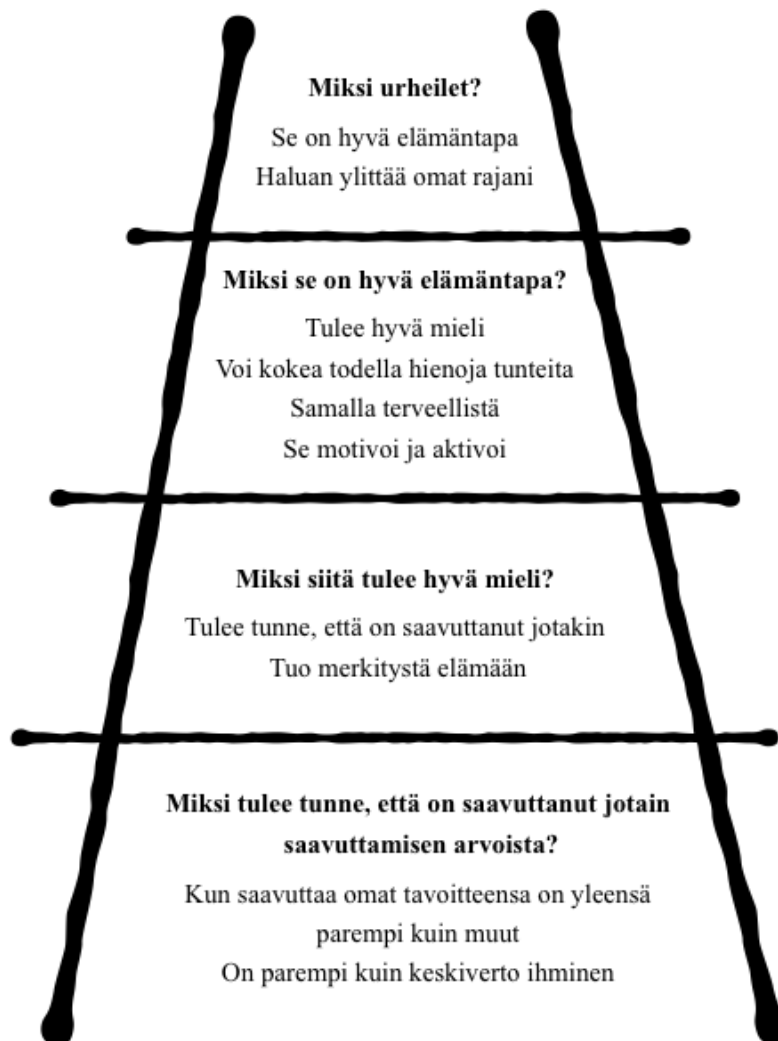 Miksi urheilet?
Se on hyvä elämäntapa
Haluan ylittää omat rajani
Miksi se on hyvä elämäntapa?
Tulee hyvä mieli
Voi kokea todella hienoja tunteita
Samalla terveellistä
Se motivoi ja aktivoi
Miksi siitä tulee hyvä mieli?
Tulee tunne, että on saavuttanut jotakin
Tuo merkitystä elämään
Miksi tulee tunne, että on saavuttanut jotain
saavuttamisen arvoista?
Kun saavuttaa omat tavoitteensa on yleensä
parempi kuin muut
On parempi kuin keskiverto ihminen